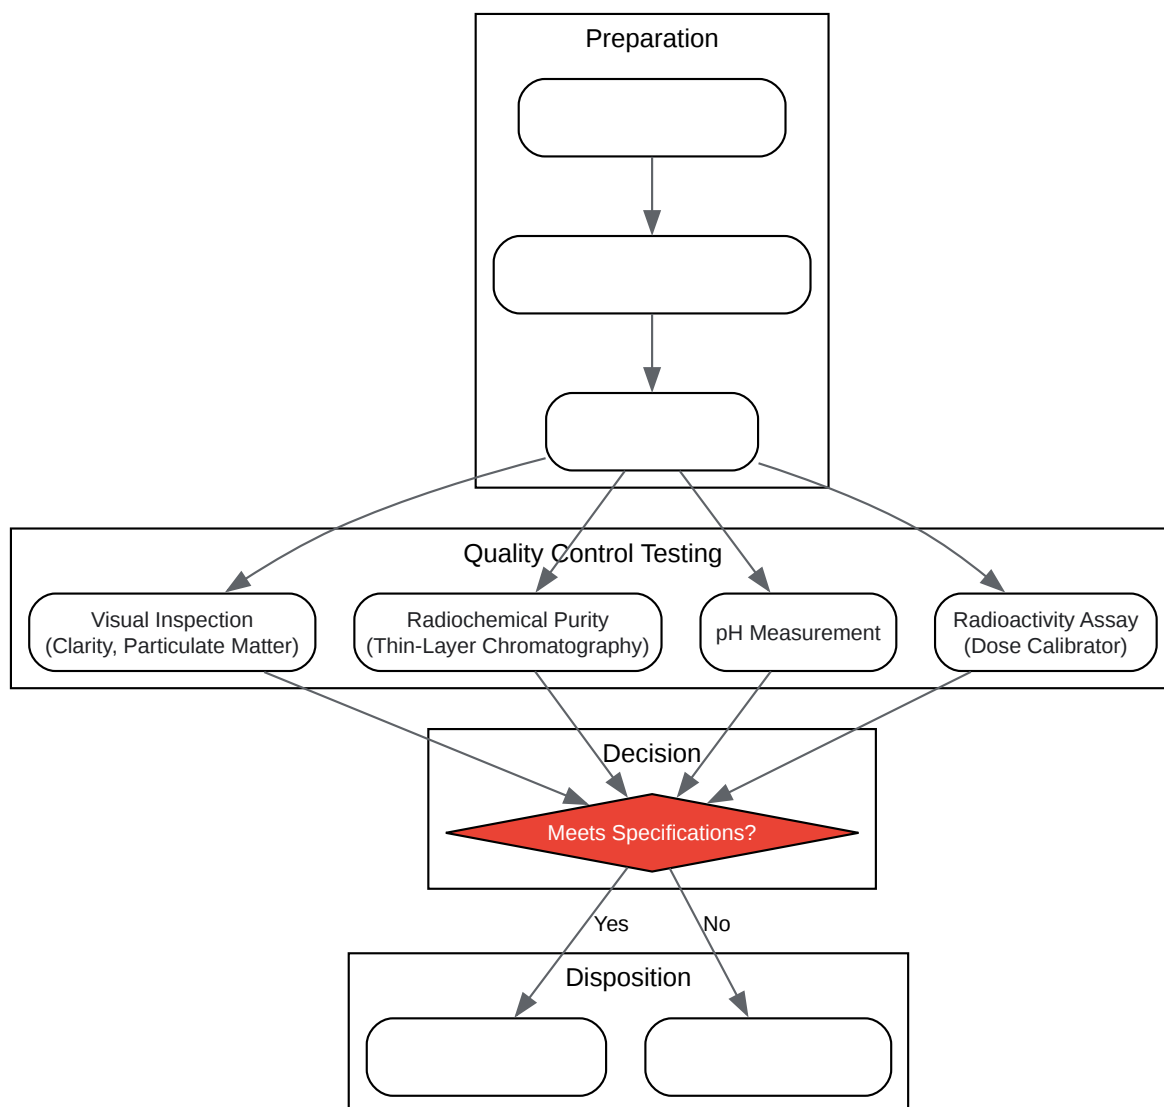 Preparation
Quality Control Testing
Visual Inspection
(Clarity, Particulate Matter)
Radiochemical Purity
(Thin-Layer Chromatography)
pH Measurement
Radioactivity Assay
(Dose Calibrator)
Decision
Meets Specifications?
Yes
No
Disposition